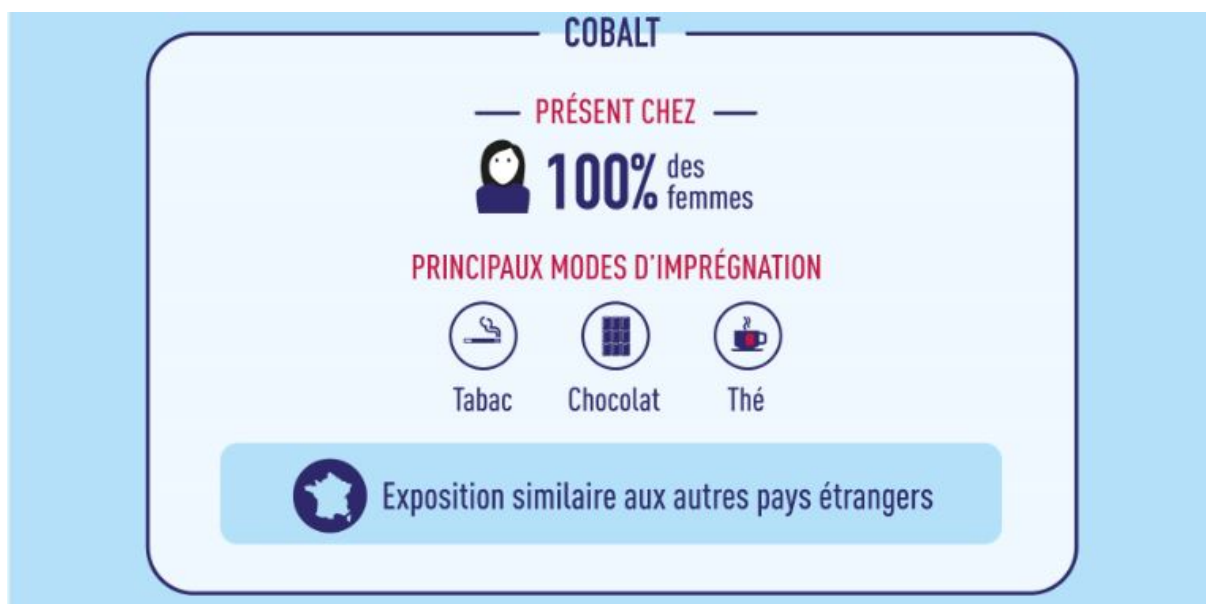 COBALT
PRÉSENT CHEZ
100% des femmes
PRINCIPAUX MODES D'IMPRÉGNATION
Tabac Chocolat Thé
Exposition similaire aux autres pays étrangers